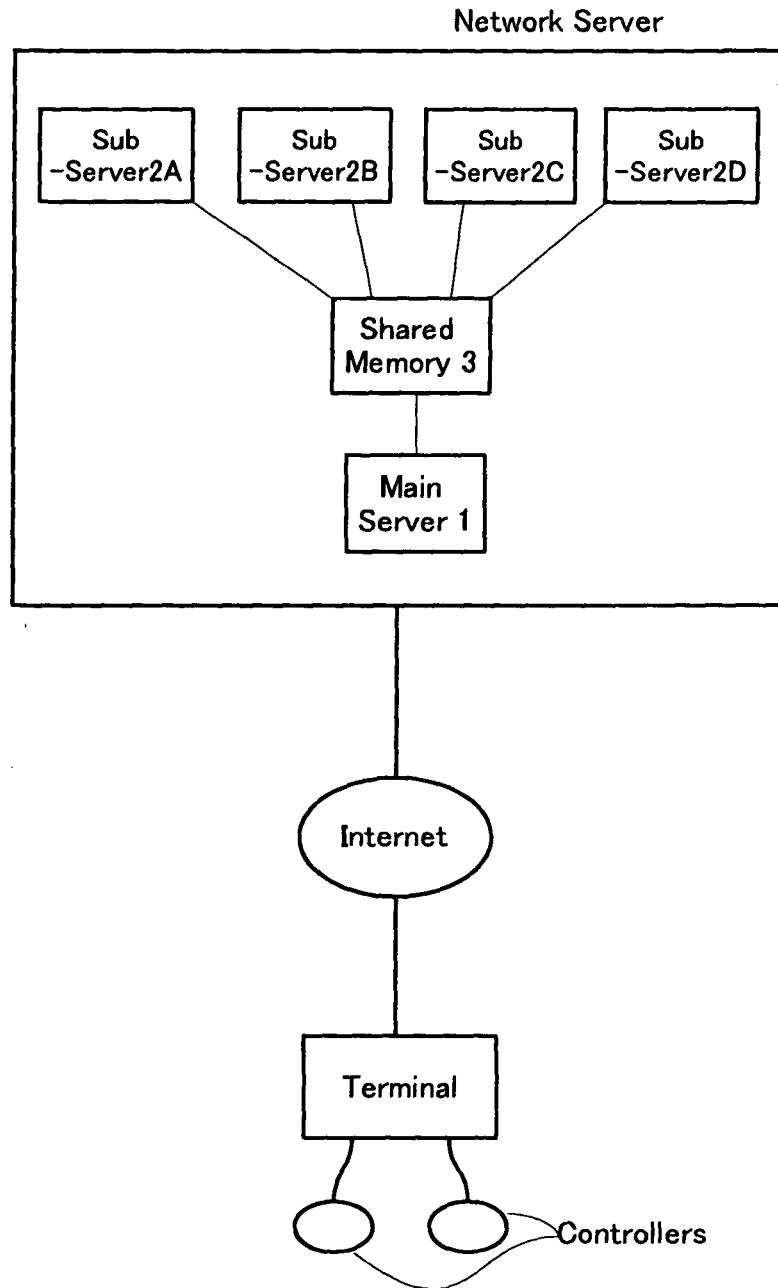 Network Server
Sub
-Server2A
Sub
-Server2B
Sub
-Server2C
Sub
-Server2D
Shared
Memory 3
Main
Server 1
Internet
Terminal
Controllers